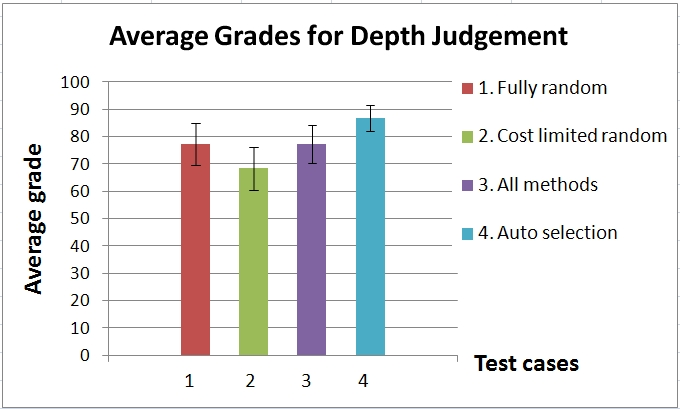 Average Grades for Depth Judgement
100
90
80
70
60
50
40
30
20
10
0
Average grade
1
2
3
4
Test cases
1. Fully random
2. Cost limited random
3. All methods
4. Auto selection